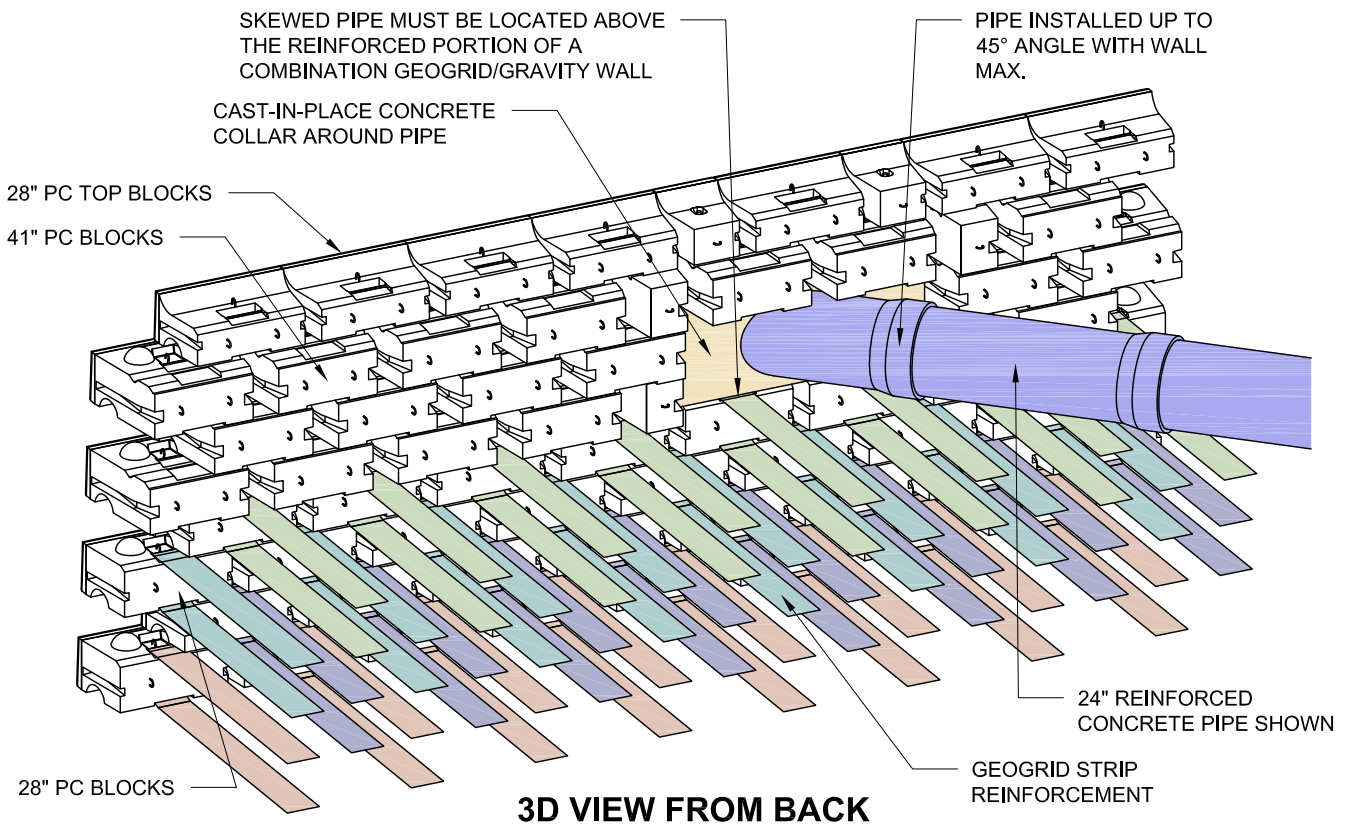 SKEWED PIPE MUST BE LOCATED ABOVE
THE REINFORCED PORTION OF A
COMBINATION GEOGRID/GRAVITY WALL
PIPE INSTALLED UP TO
45° ANGLE WITH WALL
MAX.
CAST-IN-PLACE CONCRETE
COLLAR AROUND PIPE
28" PC TOP BLOCKS
41" PC BLOCKS
24" REINFORCED
CONCRETE PIPE SHOWN
GEOGRID STRIP
REINFORCEMENT
28" PC BLOCKS
3D VIEW FROM BACK